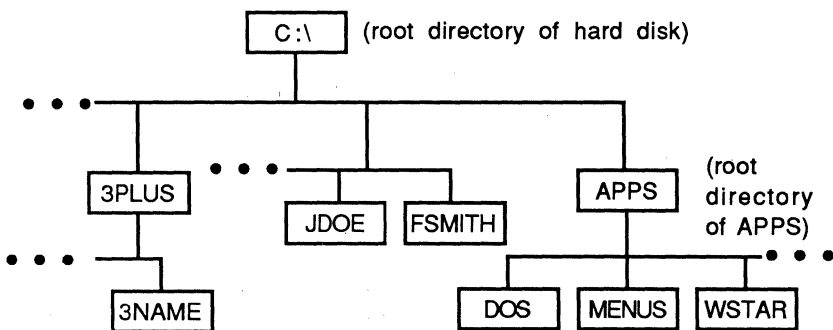 C:\ (root directory of hard disk)
3PLUS
JDOE
FSMITH
APPS
(root
directory
of APPS)
3NAME
DOS
MENUS
WSTAR